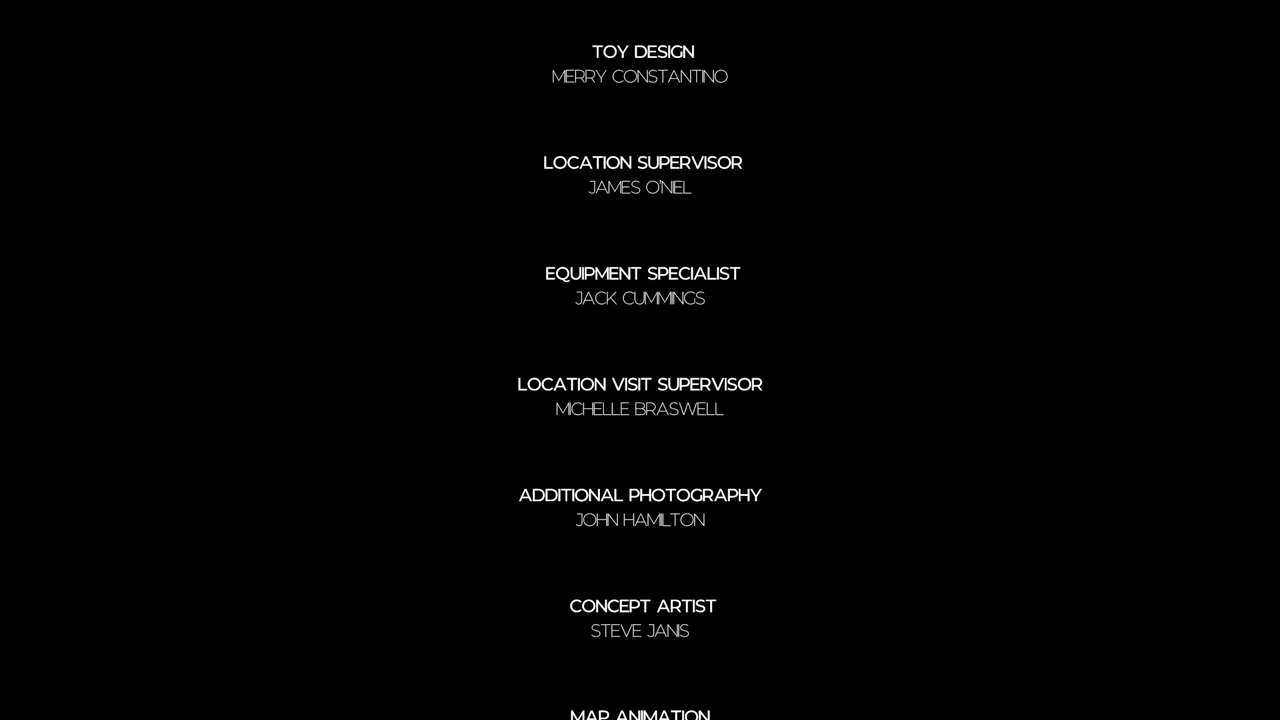 TOY DESIGN
MERRY CONSTANTINO
LOCATION SUPERVISOR
JAMES O'NIEL
EQUIPMENT SPECIALIST
JACK CUMMINGS
LOCATION VISIT SUPERVISOR
MICHELLE BRASWELL
ADDITIONAL PHOTOGRAPHY
JOHN HAMILTON
CONCEPT ARTIST
STEVE JANIS
MAP ANIMATION